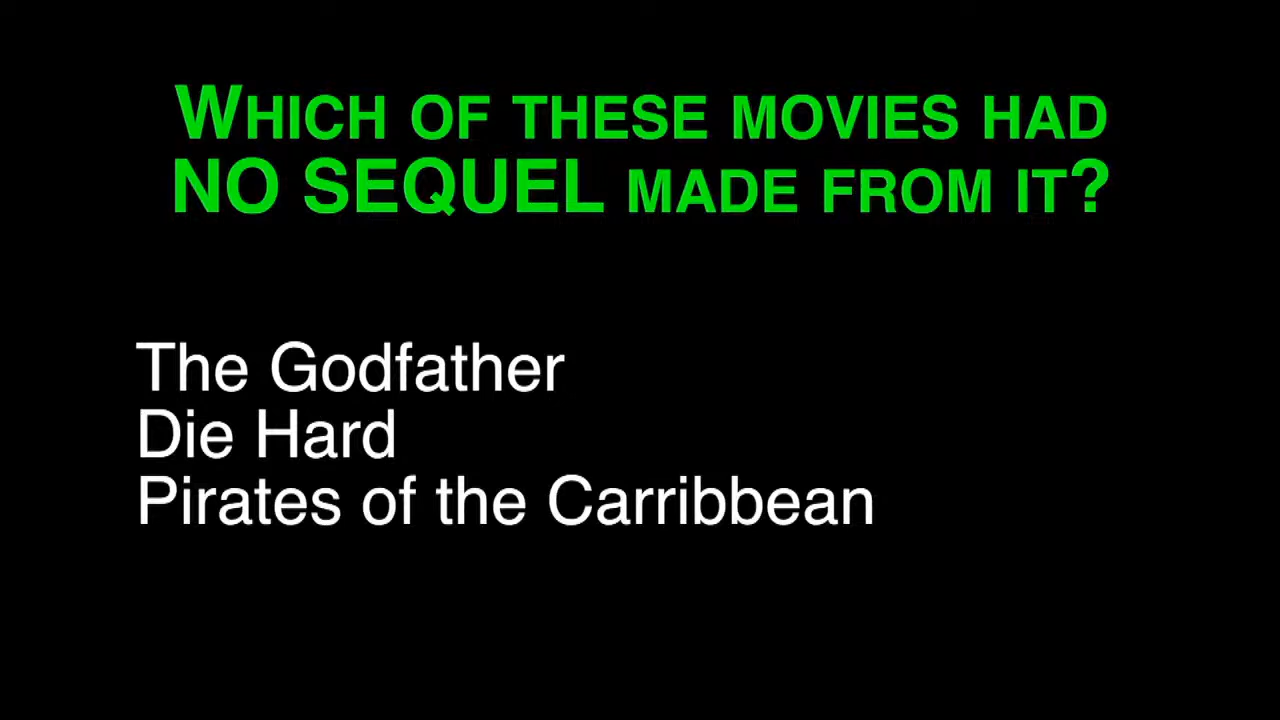 WHICH OF THESE MOVIES HAD
NO SEQUEL MADE FROM IT?
The Godfather
Die Hard
Pirates of the Carribbean